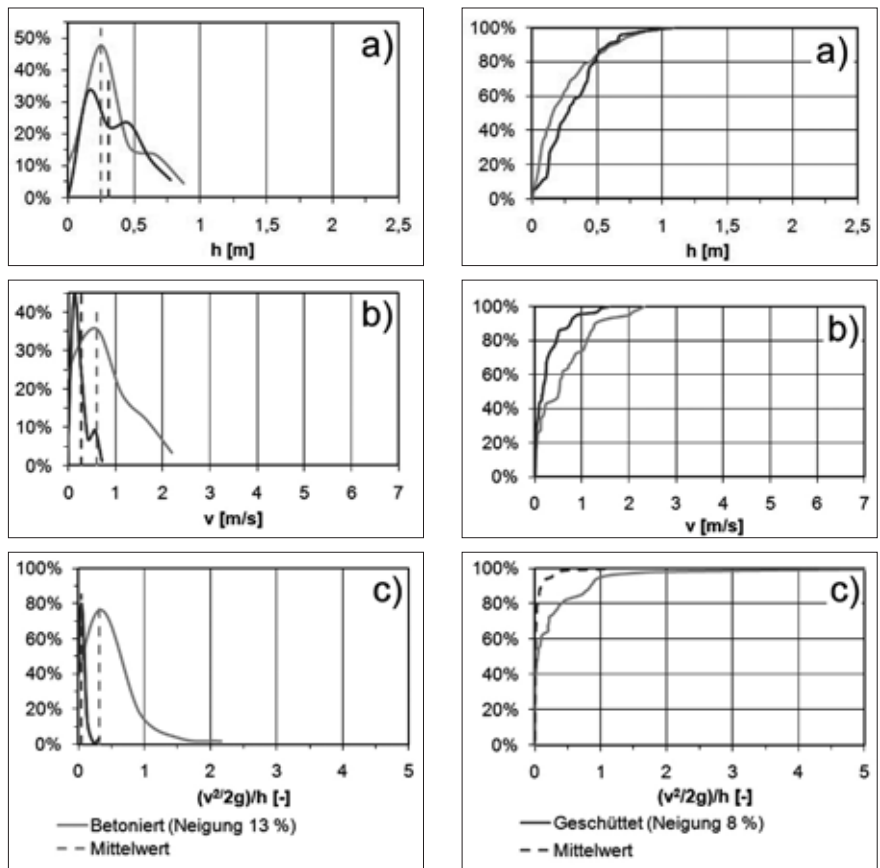 50%
40%
30%
20%
10%
0%
a)
0 0,5 1 1,5 2 2,5
h [m]
100%
80%
60%
40%
20%
0%
a)
0 0,5 1 1,5 2 2,5
h [m]
40%
30%
20%
10%
0%
b)
0 1 2 3 4 5 6 7
v [m/s]
100%
80%
60%
40%
20%
0%
b)
0 1 2 3 4 5 6 7
v [m/s]
100%
80%
60%
40%
20%
0%
c)
0 1 2 3 4 5
(v²/2g)/h [-]
Betoniert (Neigung 13 %)
Mittelwert
100%
80%
60%
40%
20%
0%
c)
0 1 2 3 4 5
(v²/2g)/h [-]
Geschüttet (Neigung 8 %)
Mittelwert